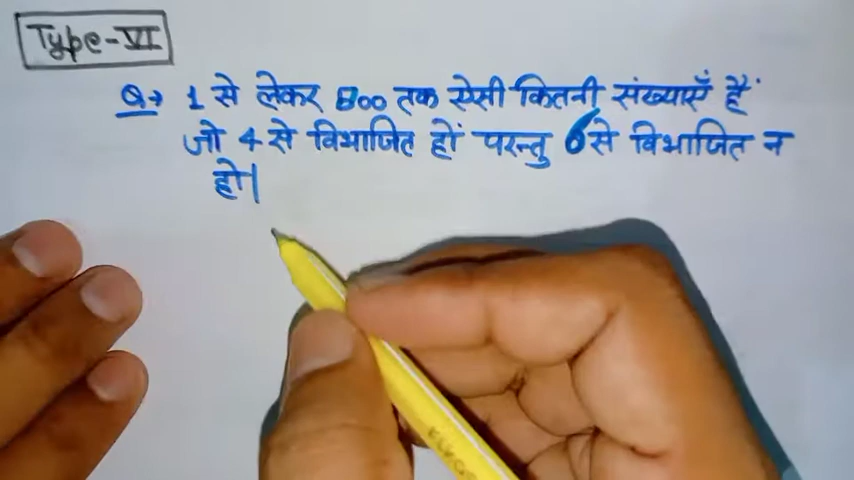 Type-VI
Q→ 1 से लेकर 800 तक ऐसी कितनी संख्याएँ हैं
जो 4 से विभाजित हों परन्तु 6 से विभाजित न
हो।